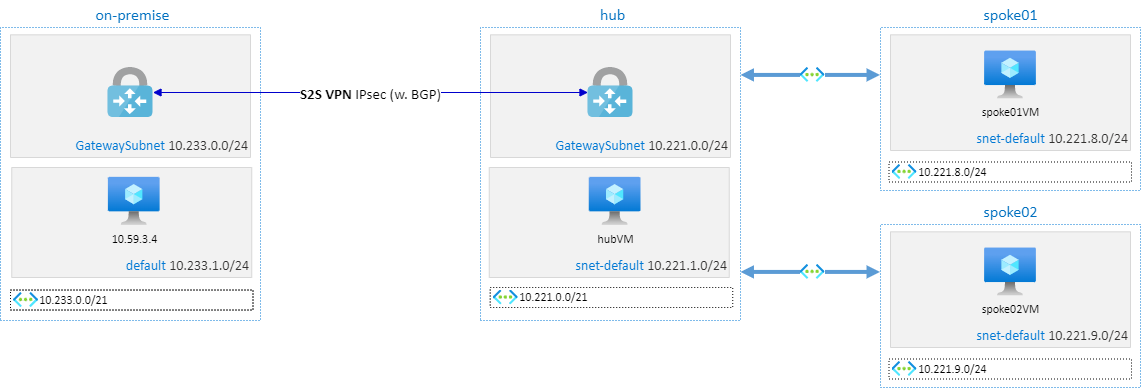 on-premise
GatewaySubnet 10.233.0.0/24
10.59.3.4
default 10.233.1.0/24
10.233.0.0/21
S2S VPN IPsec (w. BGP)
hub
GatewaySubnet 10.221.0.0/24
hubVM
snet-default 10.221.1.0/24
10.221.0.0/21
spoke01
spoke01VM
snet-default 10.221.8.0/24
10.221.8.0/24
spoke02
spoke02VM
snet-default 10.221.9.0/24
10.221.9.0/24